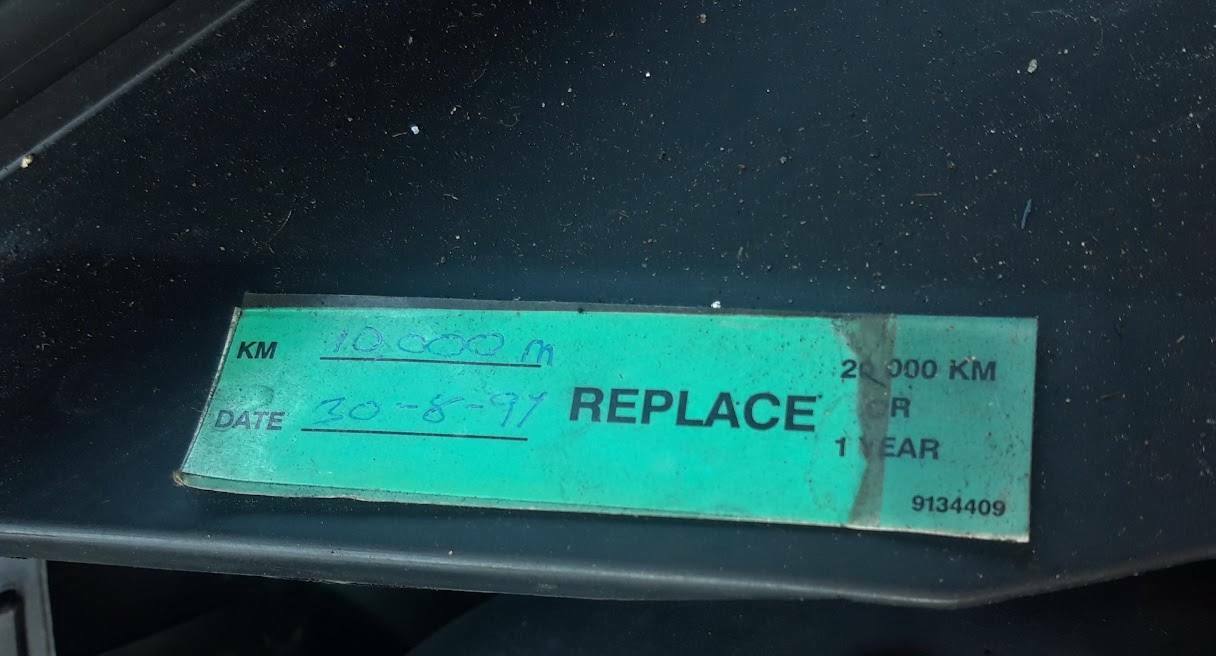 KM 10,000 m
DATE 30-8-97
REPLACE
20,000 KM
OR
1 YEAR
9134409